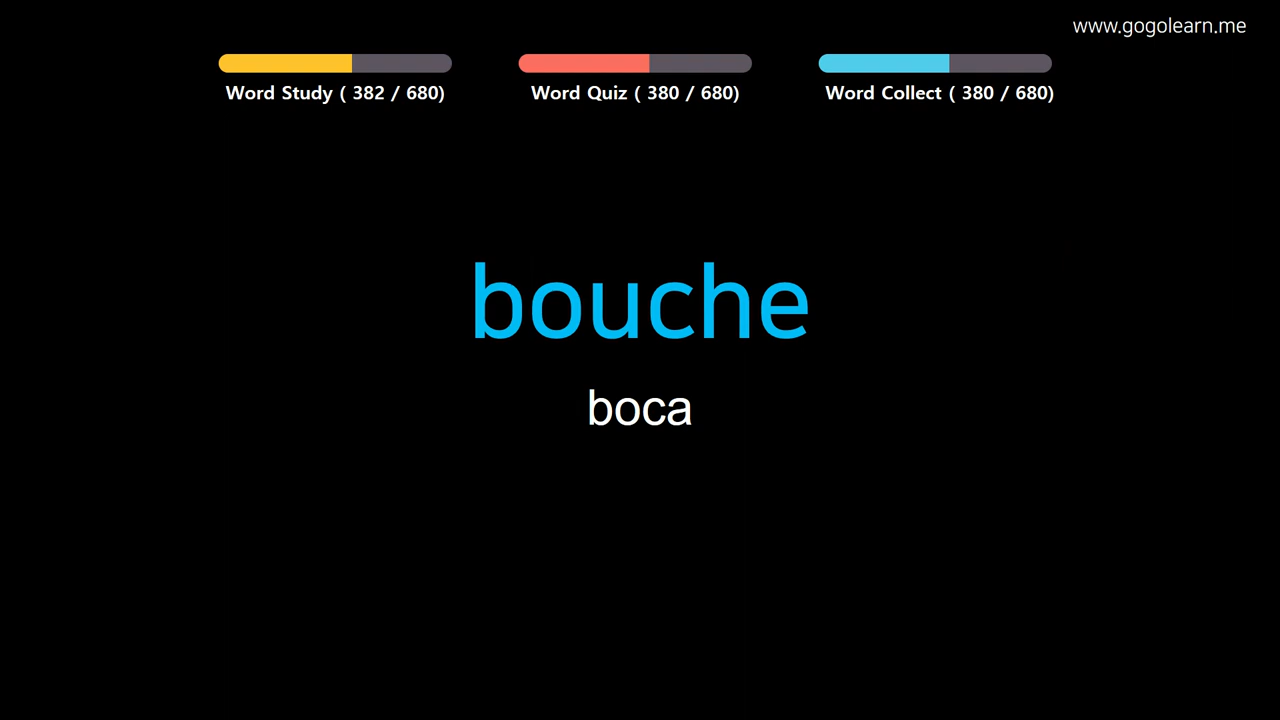 www.gogolearn.me
Word Study ( 382 / 680)
Word Quiz ( 380 / 680)
Word Collect ( 380 / 680)
bouche
boca